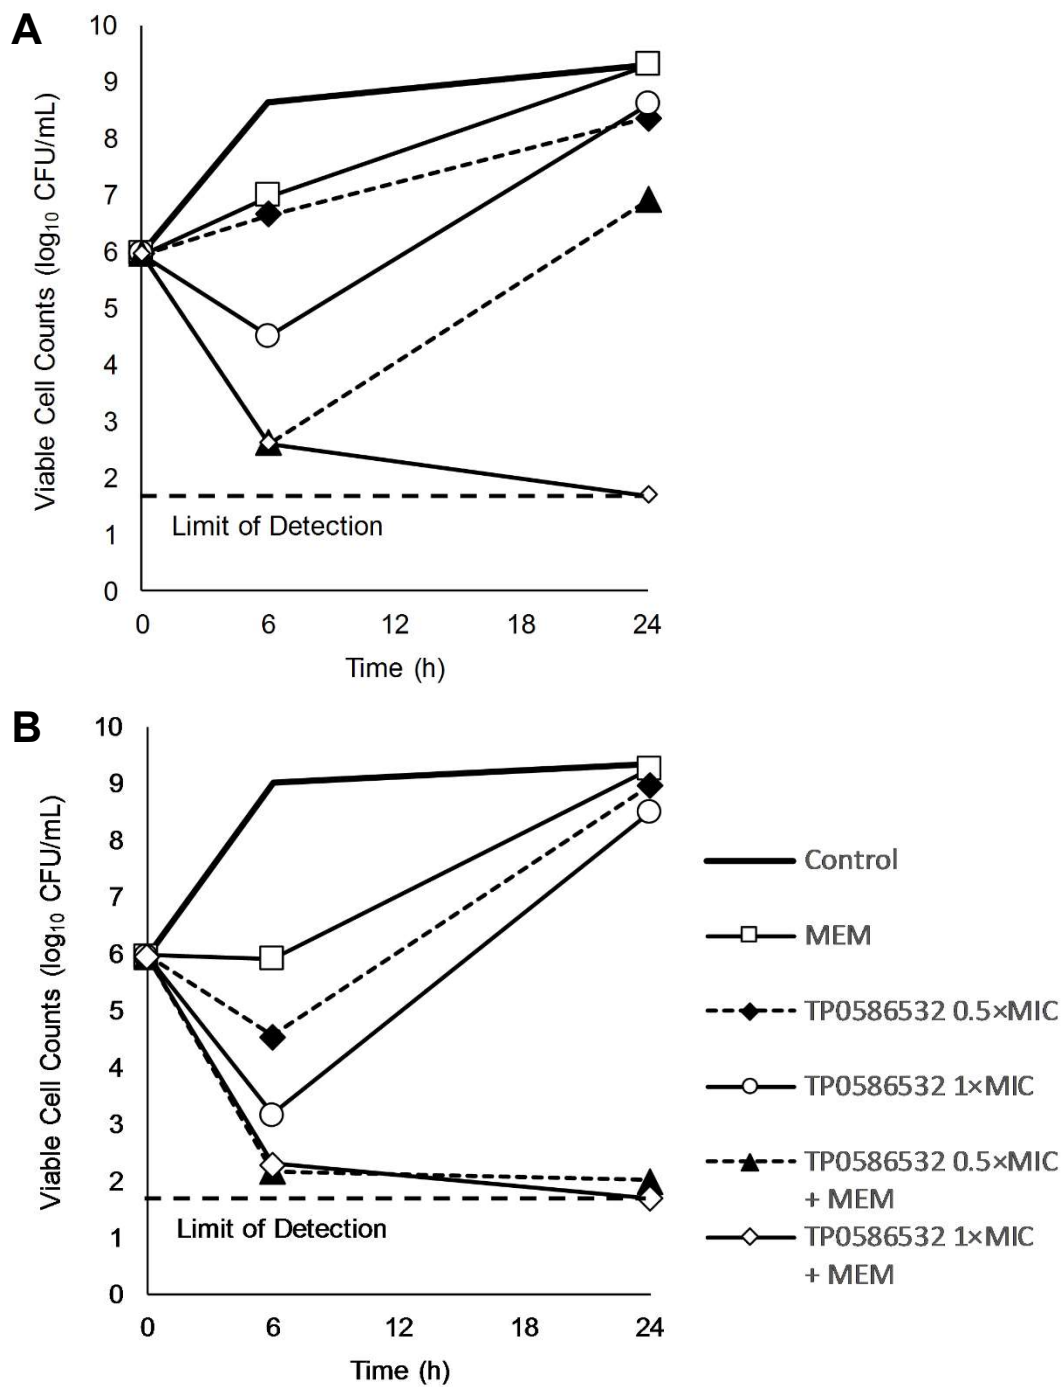 A
10
9
8
7
6
5
4
3
2
1
0
Viable Cell Counts (log₁₀ CFU/mL)
Limit of Detection
0 6 12 18 24
Time (h)
B
10
9
8
7
6
5
4
3
2
1
0
Viable Cell Counts (log₁₀ CFU/mL)
Limit of Detection
0 6 12 18 24
Time (h)
Control
MEM
TP0586532 0.5×MIC
TP0586532 1×MIC
TP0586532 0.5×MIC
+ MEM
TP0586532 1×MIC
+ MEM